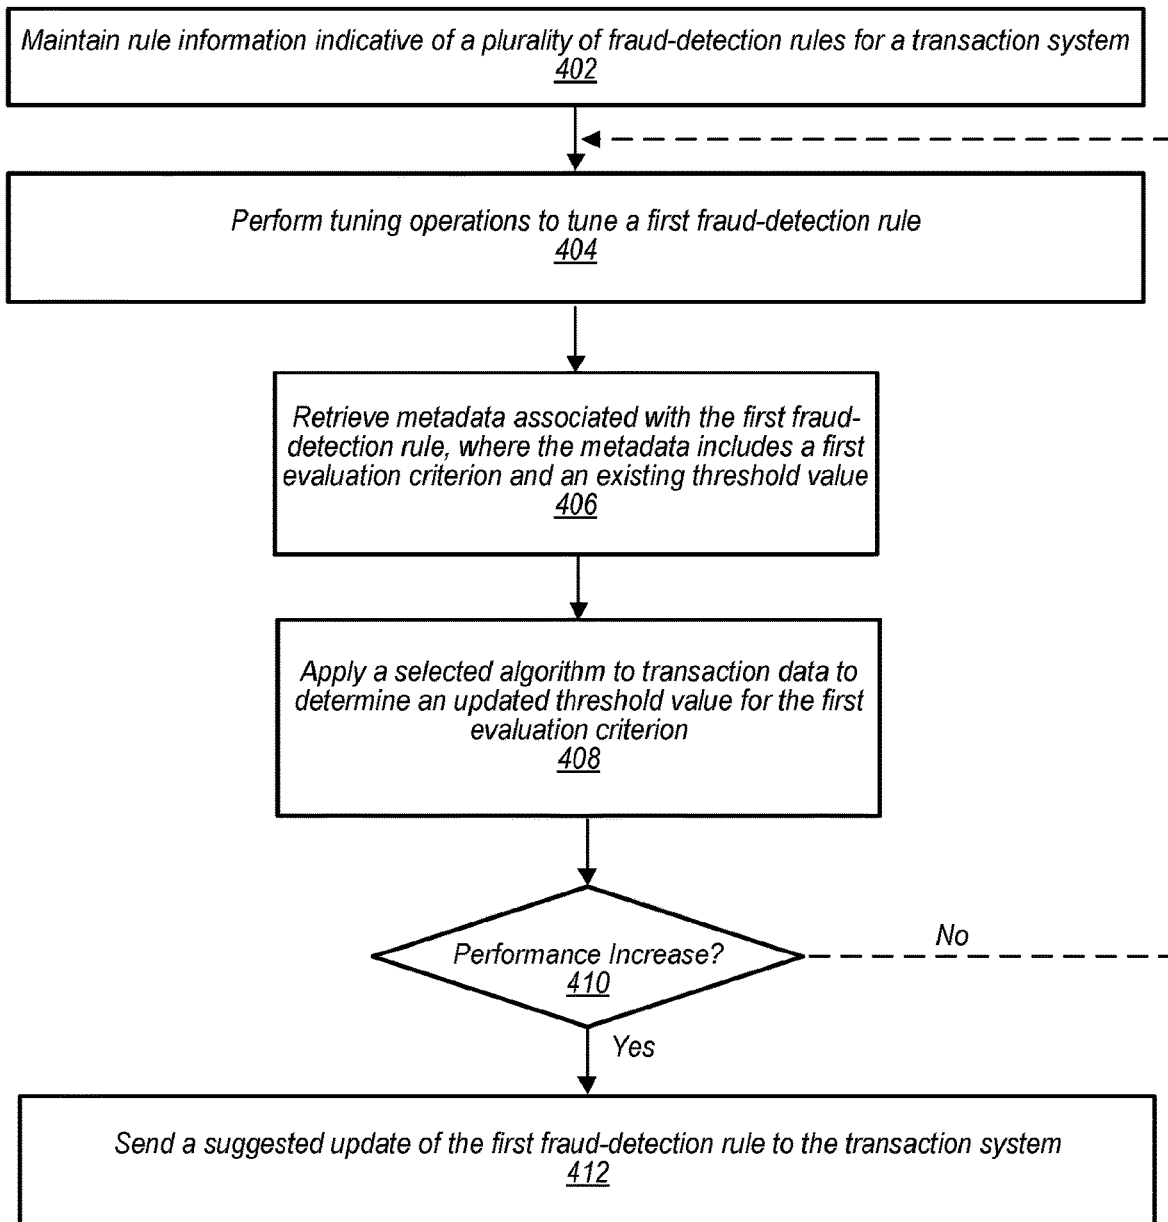 Maintain rule information indicative of a plurality of fraud-detection rules for a transaction system
402
Perform tuning operations to tune a first fraud-detection rule
404
Retrieve metadata associated with the first fraud-
detection rule, where the metadata includes a first
evaluation criterion and an existing threshold value
406
Apply a selected algorithm to transaction data to
determine an updated threshold value for the first
evaluation criterion
408
Performance Increase?
410
No
Yes
Send a suggested update of the first fraud-detection rule to the transaction system
412